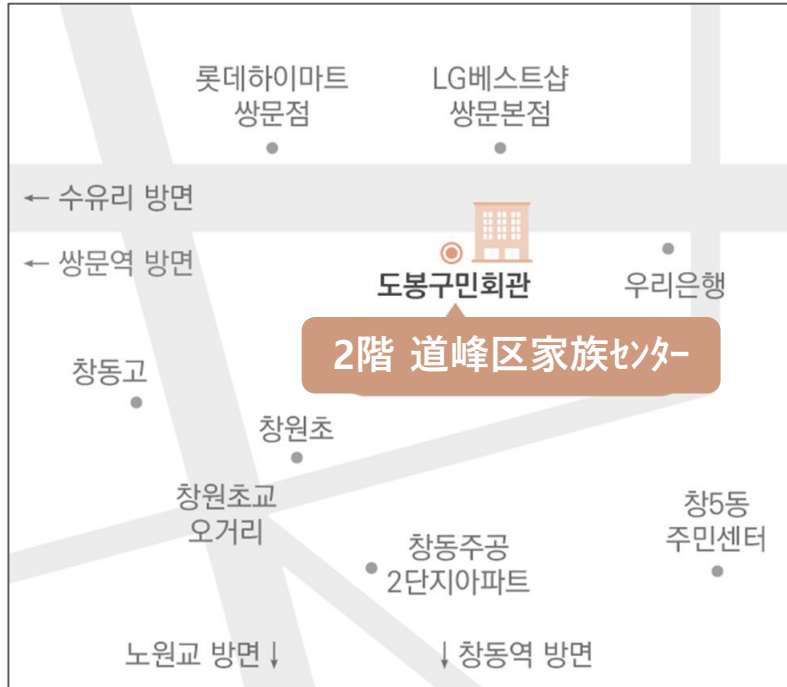 롯데하이마트
쌍문점
LG베스트샵
쌍문본점
← 수유리 방면
← 쌍문역 방면
도봉구민회관
우리은행
2階 道峰区家族ｾﾝﾀｰ
창동고
창원초
창원초교
오거리
창동주공
2단지아파트
창5동
주민센터
노원교 방면 ↓
↓ 창동역 방면